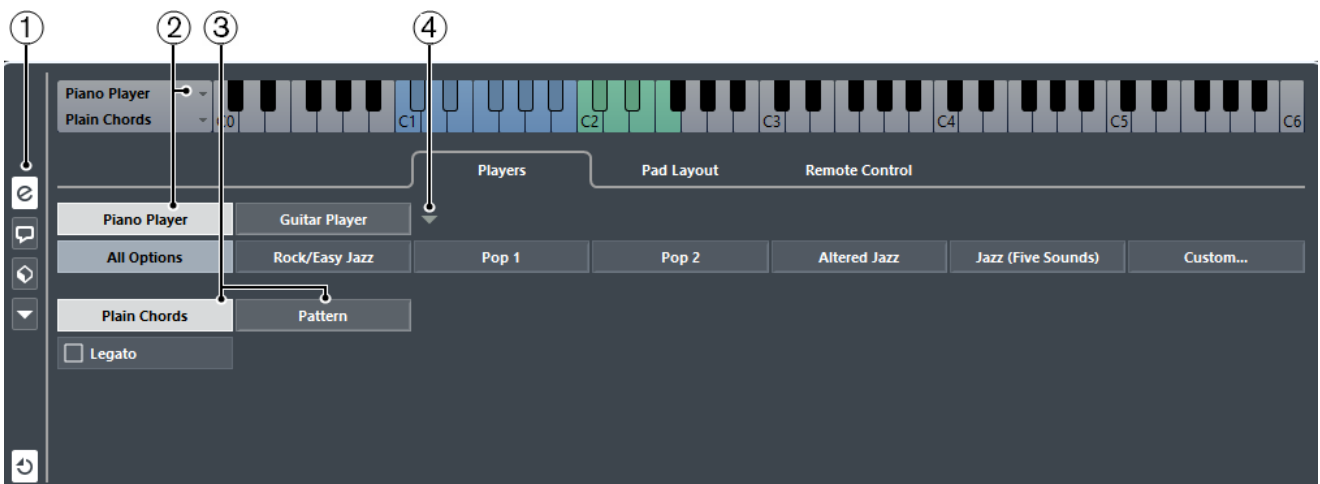 1 2 3 4
Piano Player
Plain Chords
C0 C1 C2 C3 C4 C5 C6
Players Pad Layout Remote Control
e
Piano Player Guitar Player
All Options Rock/Easy Jazz Pop 1 Pop 2 Altered Jazz Jazz (Five Sounds) Custom...
Plain Chords Pattern
Legato